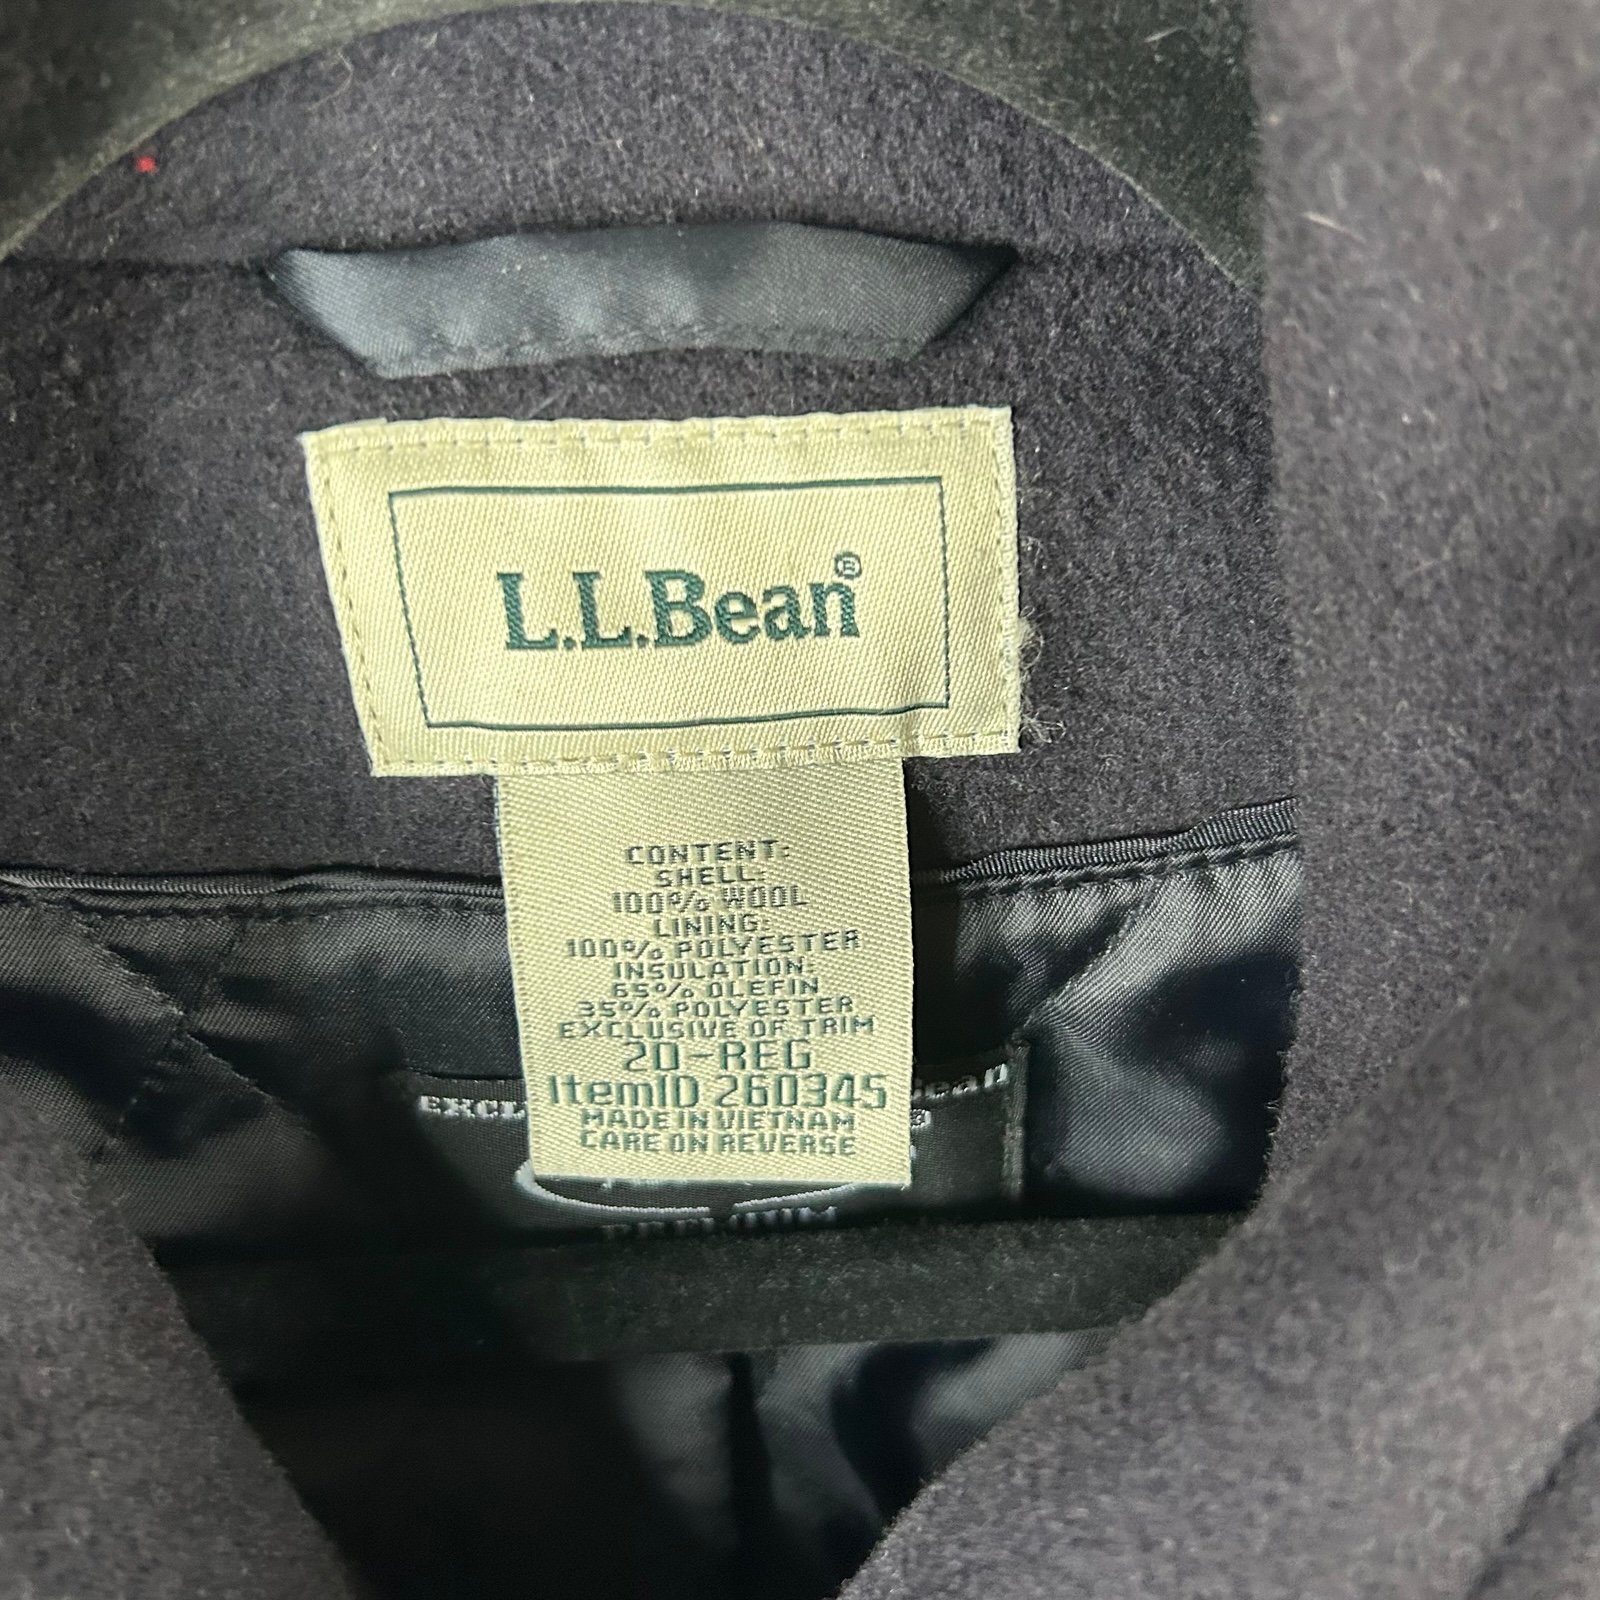 L.L.Bean®
CONTENT:
SHELL:
100% WOOL
LINING:
100% POLYESTER
INSULATION:
65% OLEFIN
35% POLYESTER
EXCLUSIVE OF TRIM
20-REG
ItemID 260345
MADE IN VIETNAM
CARE ON REVERSE
PREMIUM